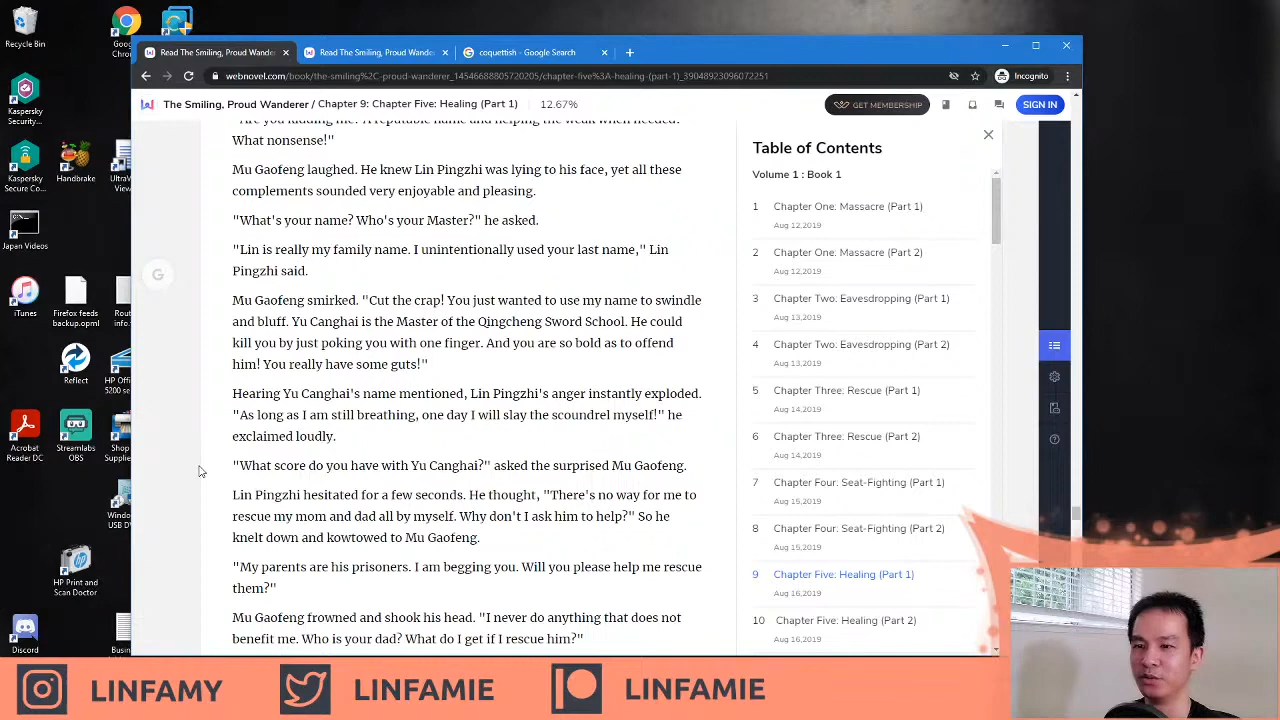 Recycle Bin
Google Chrom
Read The Smiling, Proud Wander
Read The Smiling, Proud Wande
coquettish - Google Search
webnovel.com/book/the-smiling%2C-proud-wanderer_14546688805720205/chapter-five%3A-healing-(part-1)_39048923096072251
Incognito
The Smiling, Proud Wanderer / Chapter 9: Chapter Five: Healing (Part 1)
12.67%
GET MEMBERSHIP
SIGN IN
What nonsense!"
Mu Gaofeng laughed. He knew Lin Pingzhi was lying to his face, yet all these
complements sounded very enjoyable and pleasing.
"What's your name? Who's your Master?" he asked.
"Lin is really my family name. I unintentionally used your last name," Lin
Pingzhi said.
Mu Gaofeng smirked. "Cut the crap! You just wanted to use my name to swindle
and bluff. Yu Canghai is the Master of the Qingcheng Sword School. He could
kill you by just poking you with one finger. And you are so bold as to offend
him! You really have some guts!"
Hearing Yu Canghai's name mentioned, Lin Pingzhi's anger instantly exploded.
"As long as I am still breathing, one day I will slay the scoundrel myself!" he
exclaimed loudly.
"What score do you have with Yu Canghai?" asked the surprised Mu Gaofeng.
Lin Pingzhi hesitated for a few seconds. He thought, "There's no way for me to
rescue my mom and dad all by myself. Why don't I ask him to help?" So he
knelt down and kowtowed to Mu Gaofeng.
"My parents are his prisoners. I am begging you. Will you please help me rescue
them?"
Mu Gaofeng frowned and shook his head. "I never do anything that does not
benefit me. Who is your dad? What do I get if I rescue him?"
Table of Contents
Volume 1 : Book 1
1 Chapter One: Massacre (Part 1)
Aug 12,2019
2 Chapter One: Massacre (Part 2)
Aug 12,2019
3 Chapter Two: Eavesdropping (Part 1)
Aug 13,2019
4 Chapter Two: Eavesdropping (Part 2)
Aug 13,2019
5 Chapter Three: Rescue (Part 1)
Aug 14,2019
6 Chapter Three: Rescue (Part 2)
Aug 14,2019
7 Chapter Four: Seat-Fighting (Part 1)
Aug 15,2019
8 Chapter Four: Seat-Fighting (Part 2)
Aug 15,2019
9 Chapter Five: Healing (Part 1)
Aug 16,2019
10 Chapter Five: Healing (Part 2)
Aug 16,2019
Kaspersky Security...
Handbrake
UltraV
Kaspersky Secure Co...
Japan Videos
iTunes
Firefox feeds backup.opml
Route info.
Reflect
HP Offi 5200 se
Acrobat Reader DC
Streamlabs OBS
Shop Supplie
Window USB DV
HP Print and Scan Doctor
Discord
Busin
G
LINFAMY
LINFAMIE
LINFAMIE